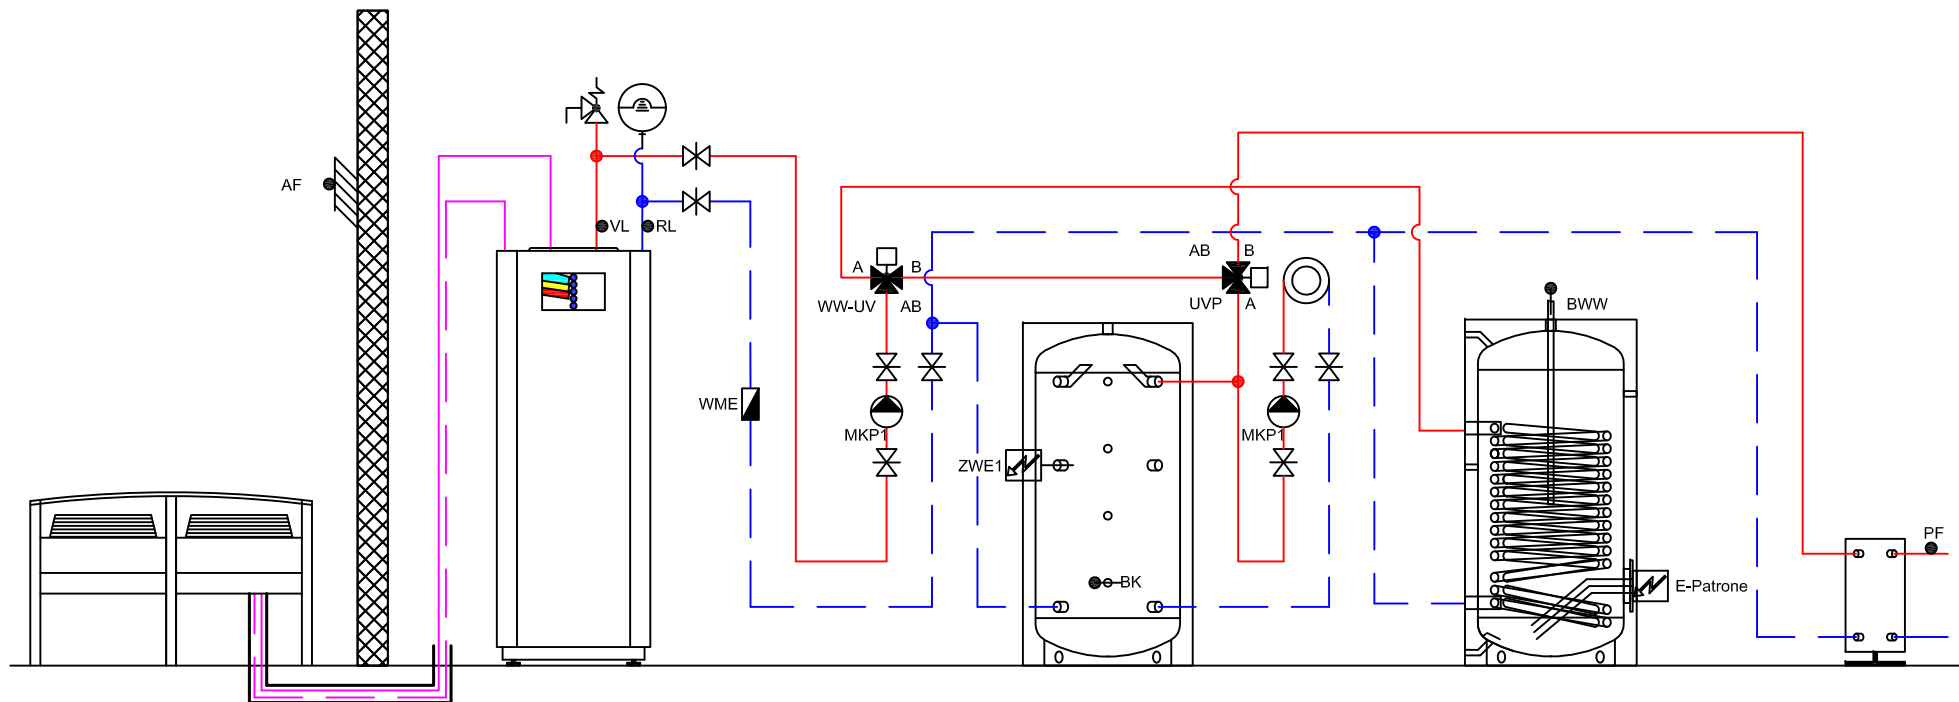 AF
VL
RL
A
B
WW-UV
AB
AB
B
UVP
A
BWW
WME
MKP1
MKP1
ZWE1
BK
E-Patrone
PF